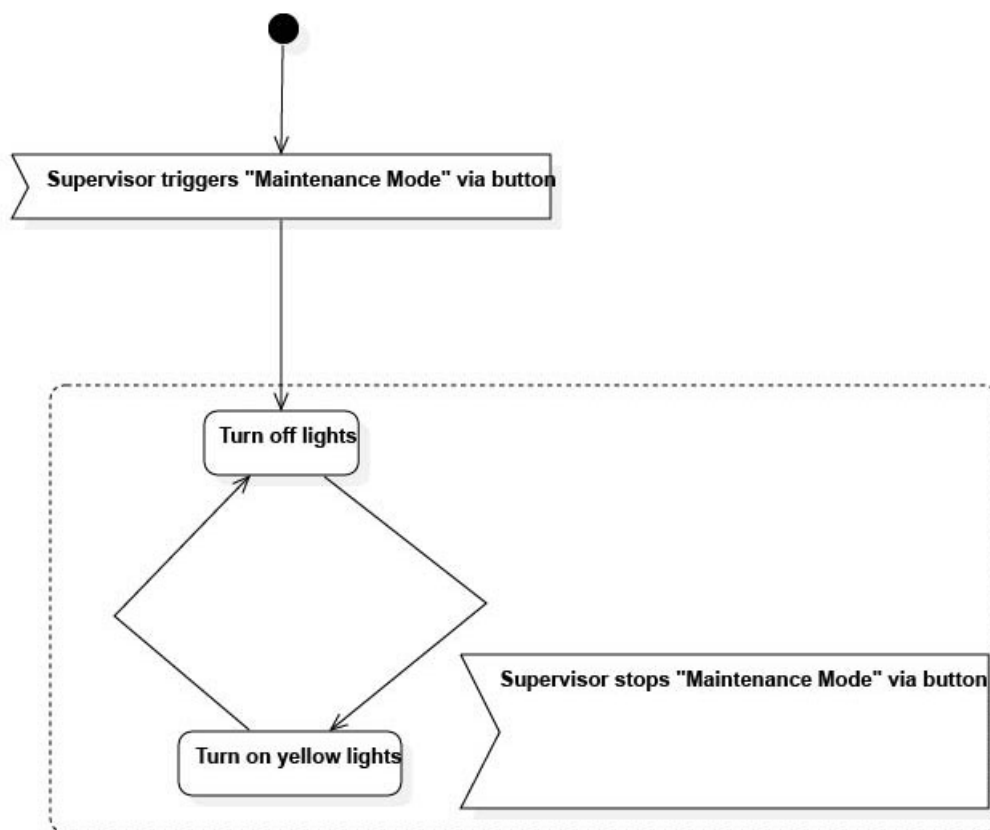 Supervisor triggers "Maintenance Mode" via button
Turn off lights
Supervisor stops "Maintenance Mode" via button
Turn on yellow lights